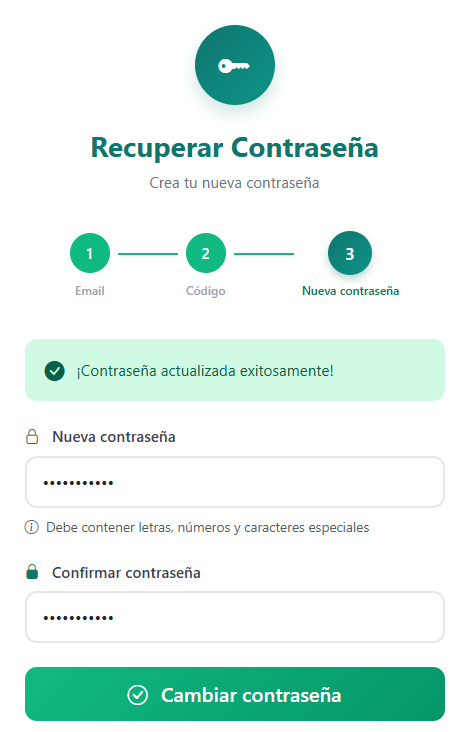 Recuperar Contraseña
Crea tu nueva contraseña
1 2 3
Email Código Nueva contraseña
¡Contraseña actualizada exitosamente!
Nueva contraseña
•••••••••••
Debe contener letras, números y caracteres especiales
Confirmar contraseña
•••••••••••
Cambiar contraseña